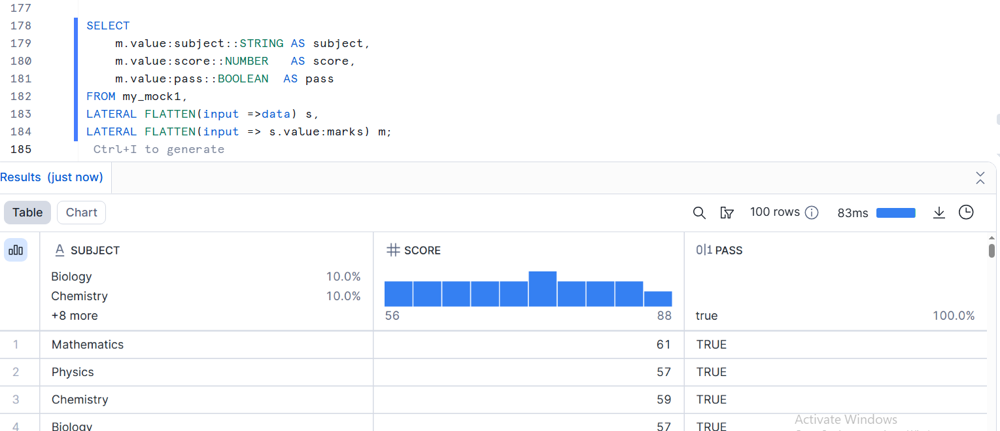 177
178 SELECT
179 m.value:subject::STRING AS subject,
180 m.value:score::NUMBER AS score,
181 m.value:pass::BOOLEAN AS pass
182 FROM my_mock1,
183 LATERAL FLATTEN(input =>data) s,
184 LATERAL FLATTEN(input => s.value:marks) m;
185 Ctrl+I to generate
Results (just now)
Table Chart 100 rows 83ms
A SUBJECT # SCORE 0|1 PASS
Biology 10.0%
Chemistry 10.0%
+8 more 56 88 true 100.0%
1 Mathematics 61 TRUE
2 Physics 57 TRUE
3 Chemistry 59 TRUE
4 Biology 57 TRUE
Activate Windows